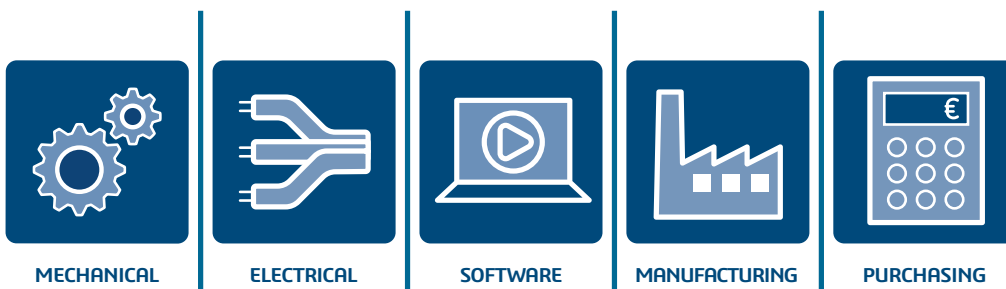 €
MECHANICAL
ELECTRICAL
SOFTWARE
MANUFACTURING
PURCHASING